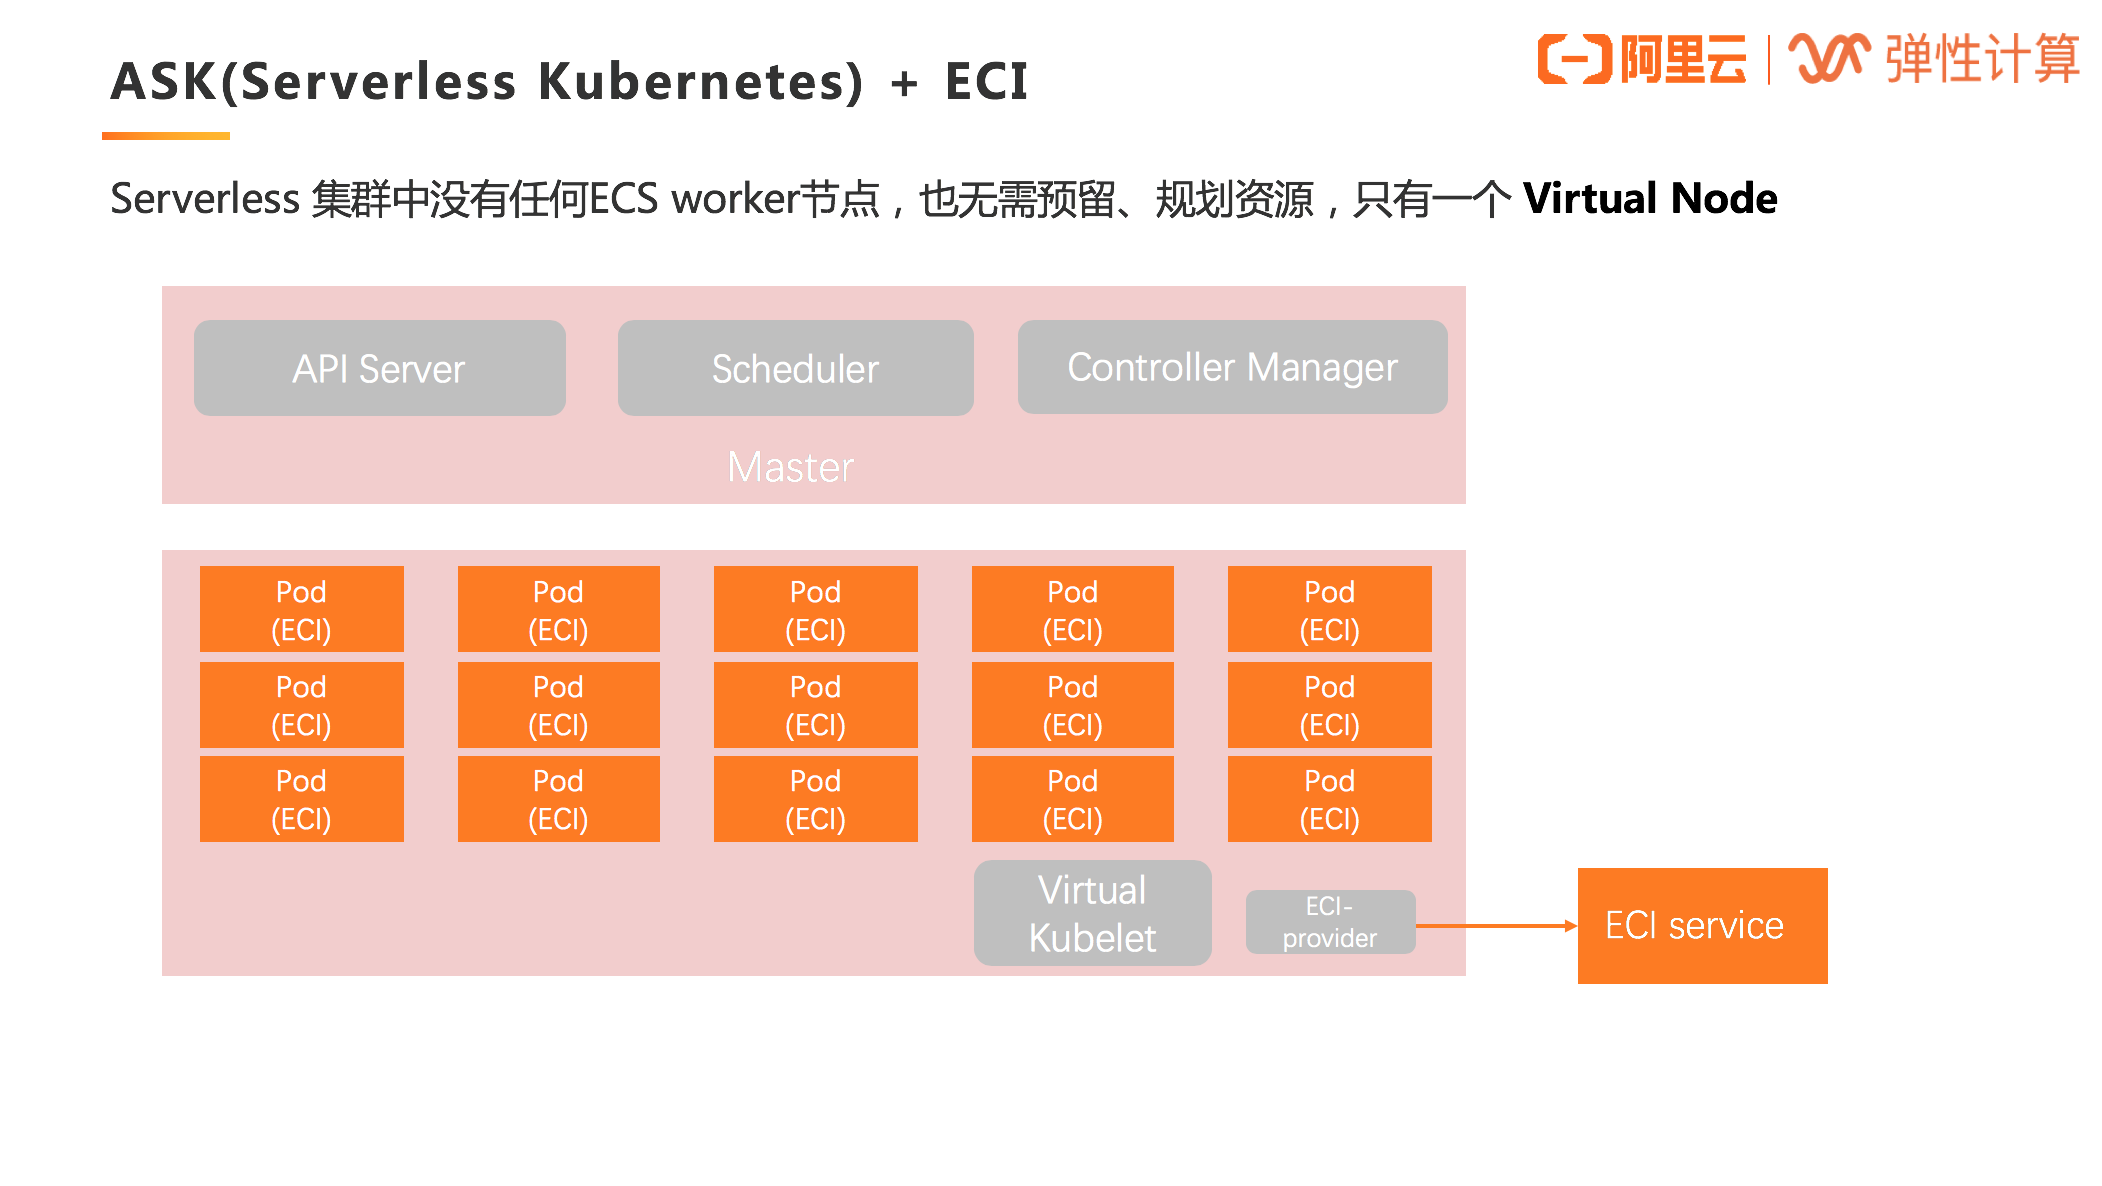 ASK(Serverless Kubernetes) + ECI
阿里云 弹性计算
Serverless 集群中没有任何ECS worker节点，也无需预留、规划资源，只有一个 Virtual Node
API Server
Scheduler
Controller Manager
Master
Pod
(ECI)
Pod
(ECI)
Pod
(ECI)
Pod
(ECI)
Pod
(ECI)
Pod
(ECI)
Pod
(ECI)
Pod
(ECI)
Pod
(ECI)
Pod
(ECI)
Pod
(ECI)
Pod
(ECI)
Pod
(ECI)
Pod
(ECI)
Pod
(ECI)
Virtual
Kubelet
ECI-
provider
ECI service